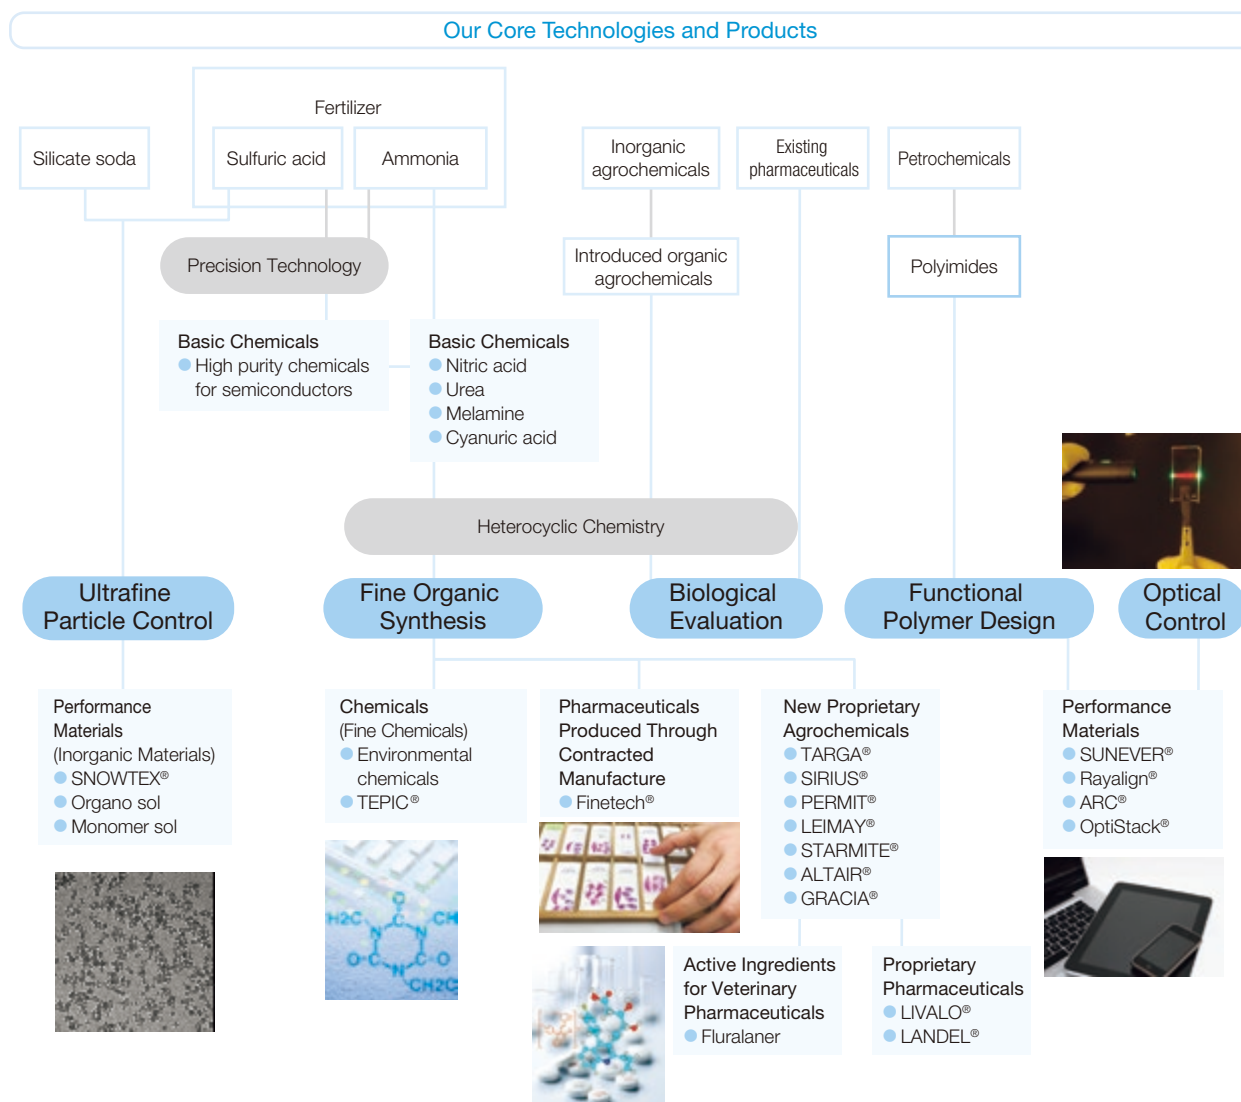 Our Core Technologies and Products
Fertilizer
Silicate soda
Sulfuric acid
Ammonia
Inorganic
agrochemicals
Existing
pharmaceuticals
Petrochemicals
Precision Technology
Introduced organic
agrochemicals
Polyimides
Basic Chemicals
High purity chemicals
for semiconductors
Basic Chemicals
Nitric acid
Urea
Melamine
Cyanuric acid
Heterocyclic Chemistry
Ultrafine
Particle Control
Fine Organic
Synthesis
Biological
Evaluation
Functional
Polymer Design
Optical
Control
Performance
Materials
(Inorganic Materials)
SNOWTEX®
Organo sol
Monomer sol
Chemicals
(Fine Chemicals)
Environmental
chemicals
TEPIC®
Pharmaceuticals
Produced Through
Contracted
Manufacture
Finetech®
New Proprietary
Agrochemicals
TARGA®
SIRIUS®
PERMIT®
LEIMAY®
STARMITE®
ALTAIR®
GRACIA®
Performance
Materials
SUNEVER®
Rayalign®
ARC®
OptiStack®
Active Ingredients
for Veterinary
Pharmaceuticals
Fluralaner
Proprietary
Pharmaceuticals
LIVALO®
LANDEL®